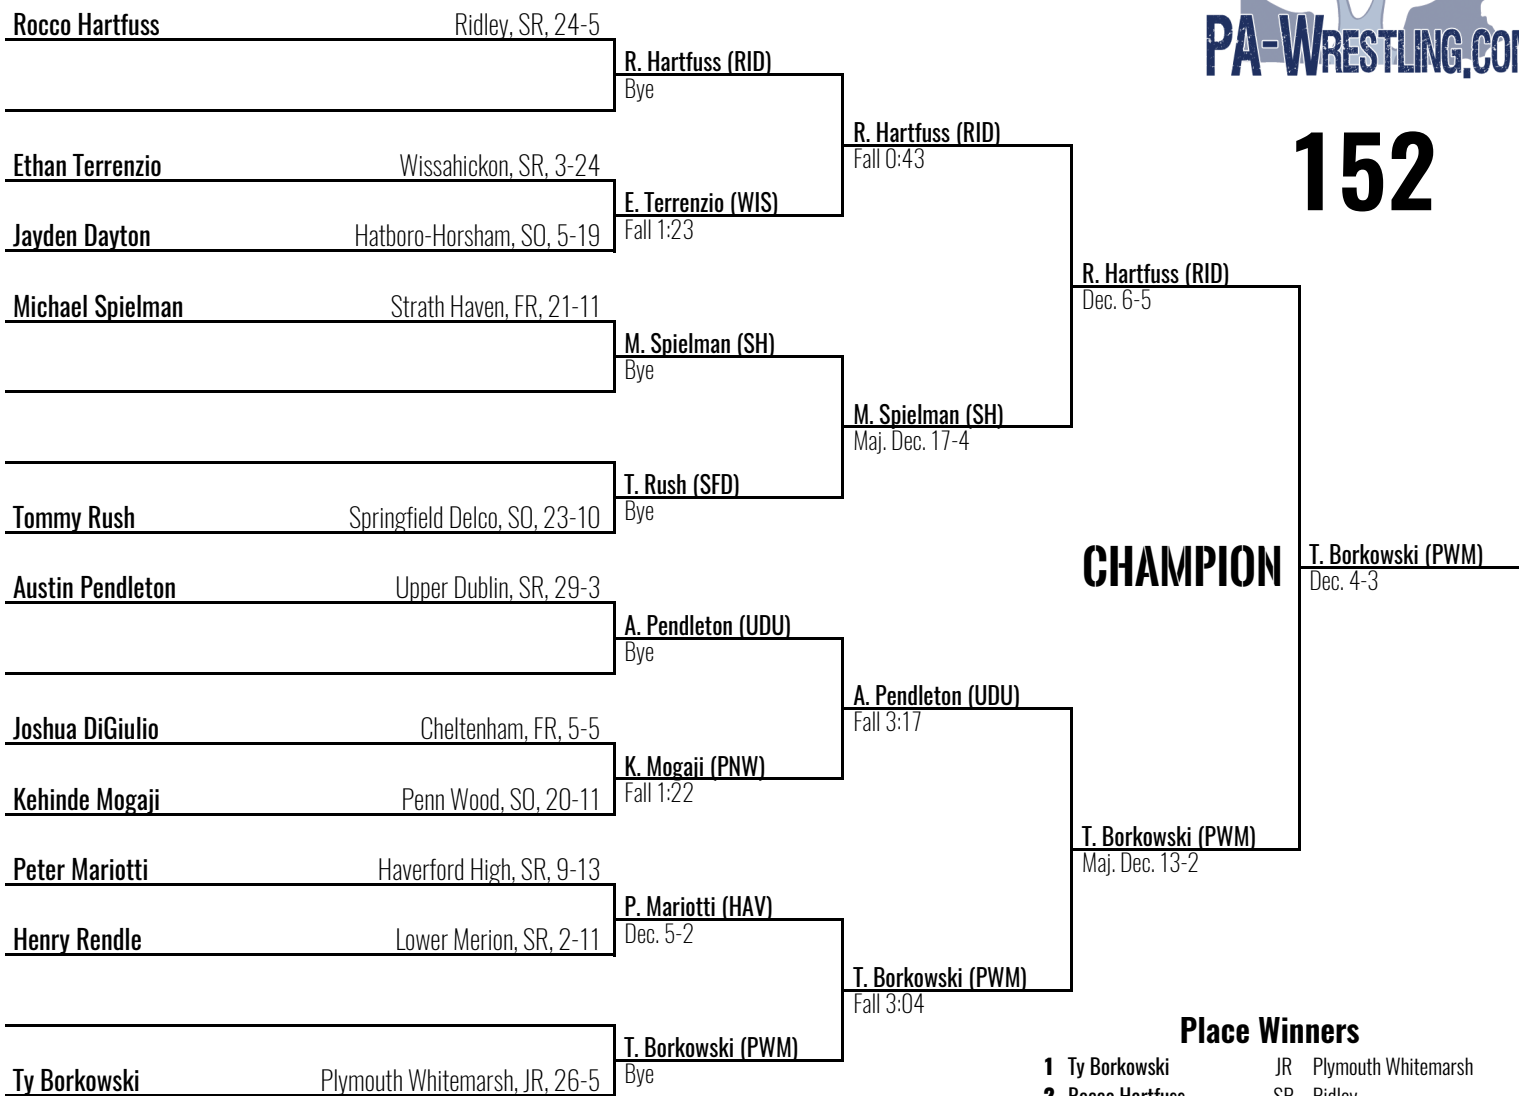 Rocco Hartfuss Ridley, SR, 24-5
R. Hartfuss (RID)
Bye
PA-WRESTLING.CO
152
R. Hartfuss (RID)
Fall 0:43
Ethan Terrenzio Wissahickon, SR, 3-24
E. Terrenzio (WIS)
Fall 1:23
Jayden Dayton Hatboro-Horsham, SO, 5-19
R. Hartfuss (RID)
Dec. 6-5
Michael Spielman Strath Haven, FR, 21-11
M. Spielman (SH)
Bye
M. Spielman (SH)
Maj. Dec. 17-4
T. Rush (SFD)
Bye
Tommy Rush Springfield Delco, SO, 23-10
CHAMPION
T. Borkowski (PWM)
Dec. 4-3
Austin Pendleton Upper Dublin, SR, 29-3
A. Pendleton (UDU)
Bye
A. Pendleton (UDU)
Fall 3:17
Joshua DiGiulio Cheltenham, FR, 5-5
K. Mogaji (PNW)
Fall 1:22
Kehinde Mogaji Penn Wood, SO, 20-11
T. Borkowski (PWM)
Maj. Dec. 13-2
Peter Mariotti Haverford High, SR, 9-13
P. Mariotti (HAV)
Dec. 5-2
Henry Rendle Lower Merion, SR, 2-11
T. Borkowski (PWM)
Fall 3:04
T. Borkowski (PWM)
Bye
Ty Borkowski Plymouth Whitemarsh, JR, 26-5
Place Winners
1 Ty Borkowski JR Plymouth Whitemarsh
2 Rocco Hartfuss SR Ridley